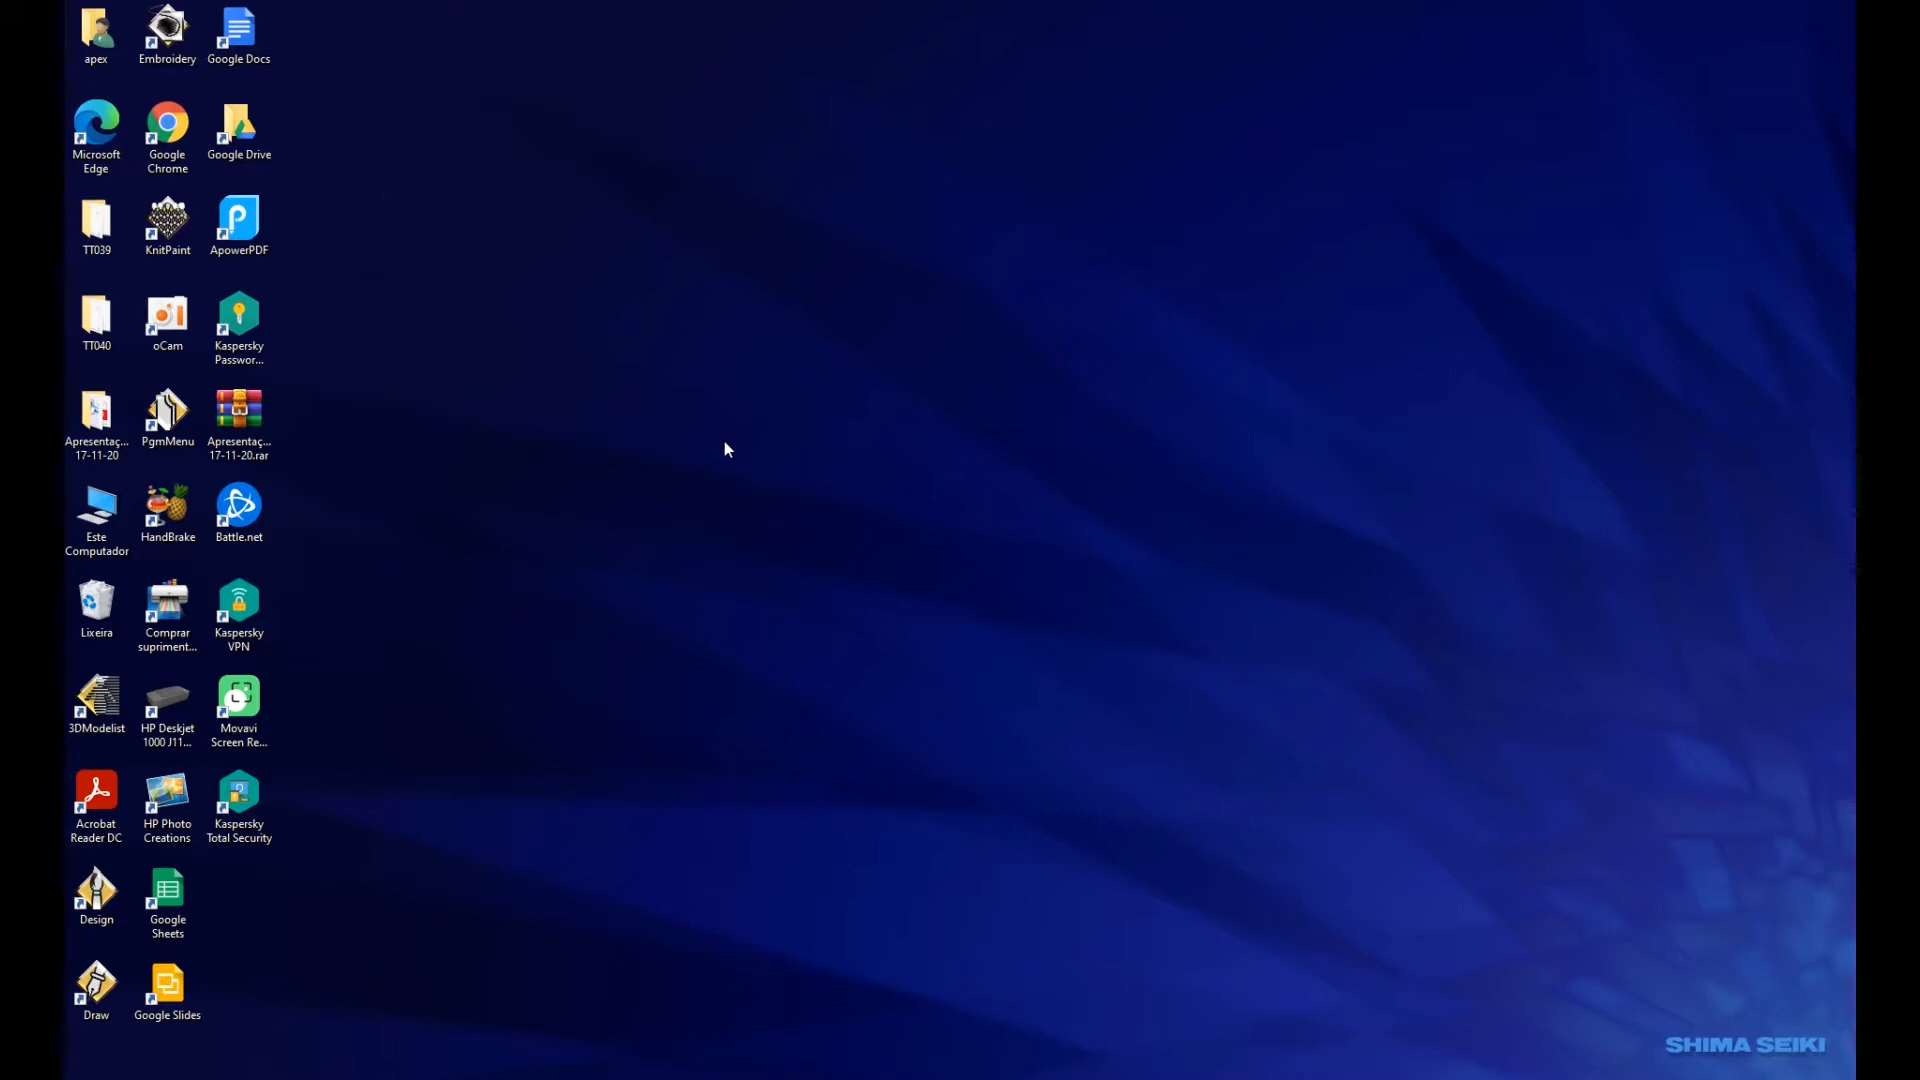 apex
Embroidery
Google Docs
Microsoft
Edge
Google
Chrome
Google Drive
TT039
KnitPaint
ApowerPDF
TT040
oCam
Kaspersky
Passwor...
Apresentaç...
17-11-20
PgmMenu
Apresentaç...
17-11-20.rar
Este
Computador
HandBrake
Battle.net
Lixeira
Comprar
supriment...
Kaspersky
VPN
3DModelist
HP Deskjet
1000 J11...
Movavi
Screen Re...
Acrobat
Reader DC
HP Photo
Creations
Kaspersky
Total Security
Design
Google
Sheets
Draw
Google Slides
SHIMA SEIKI